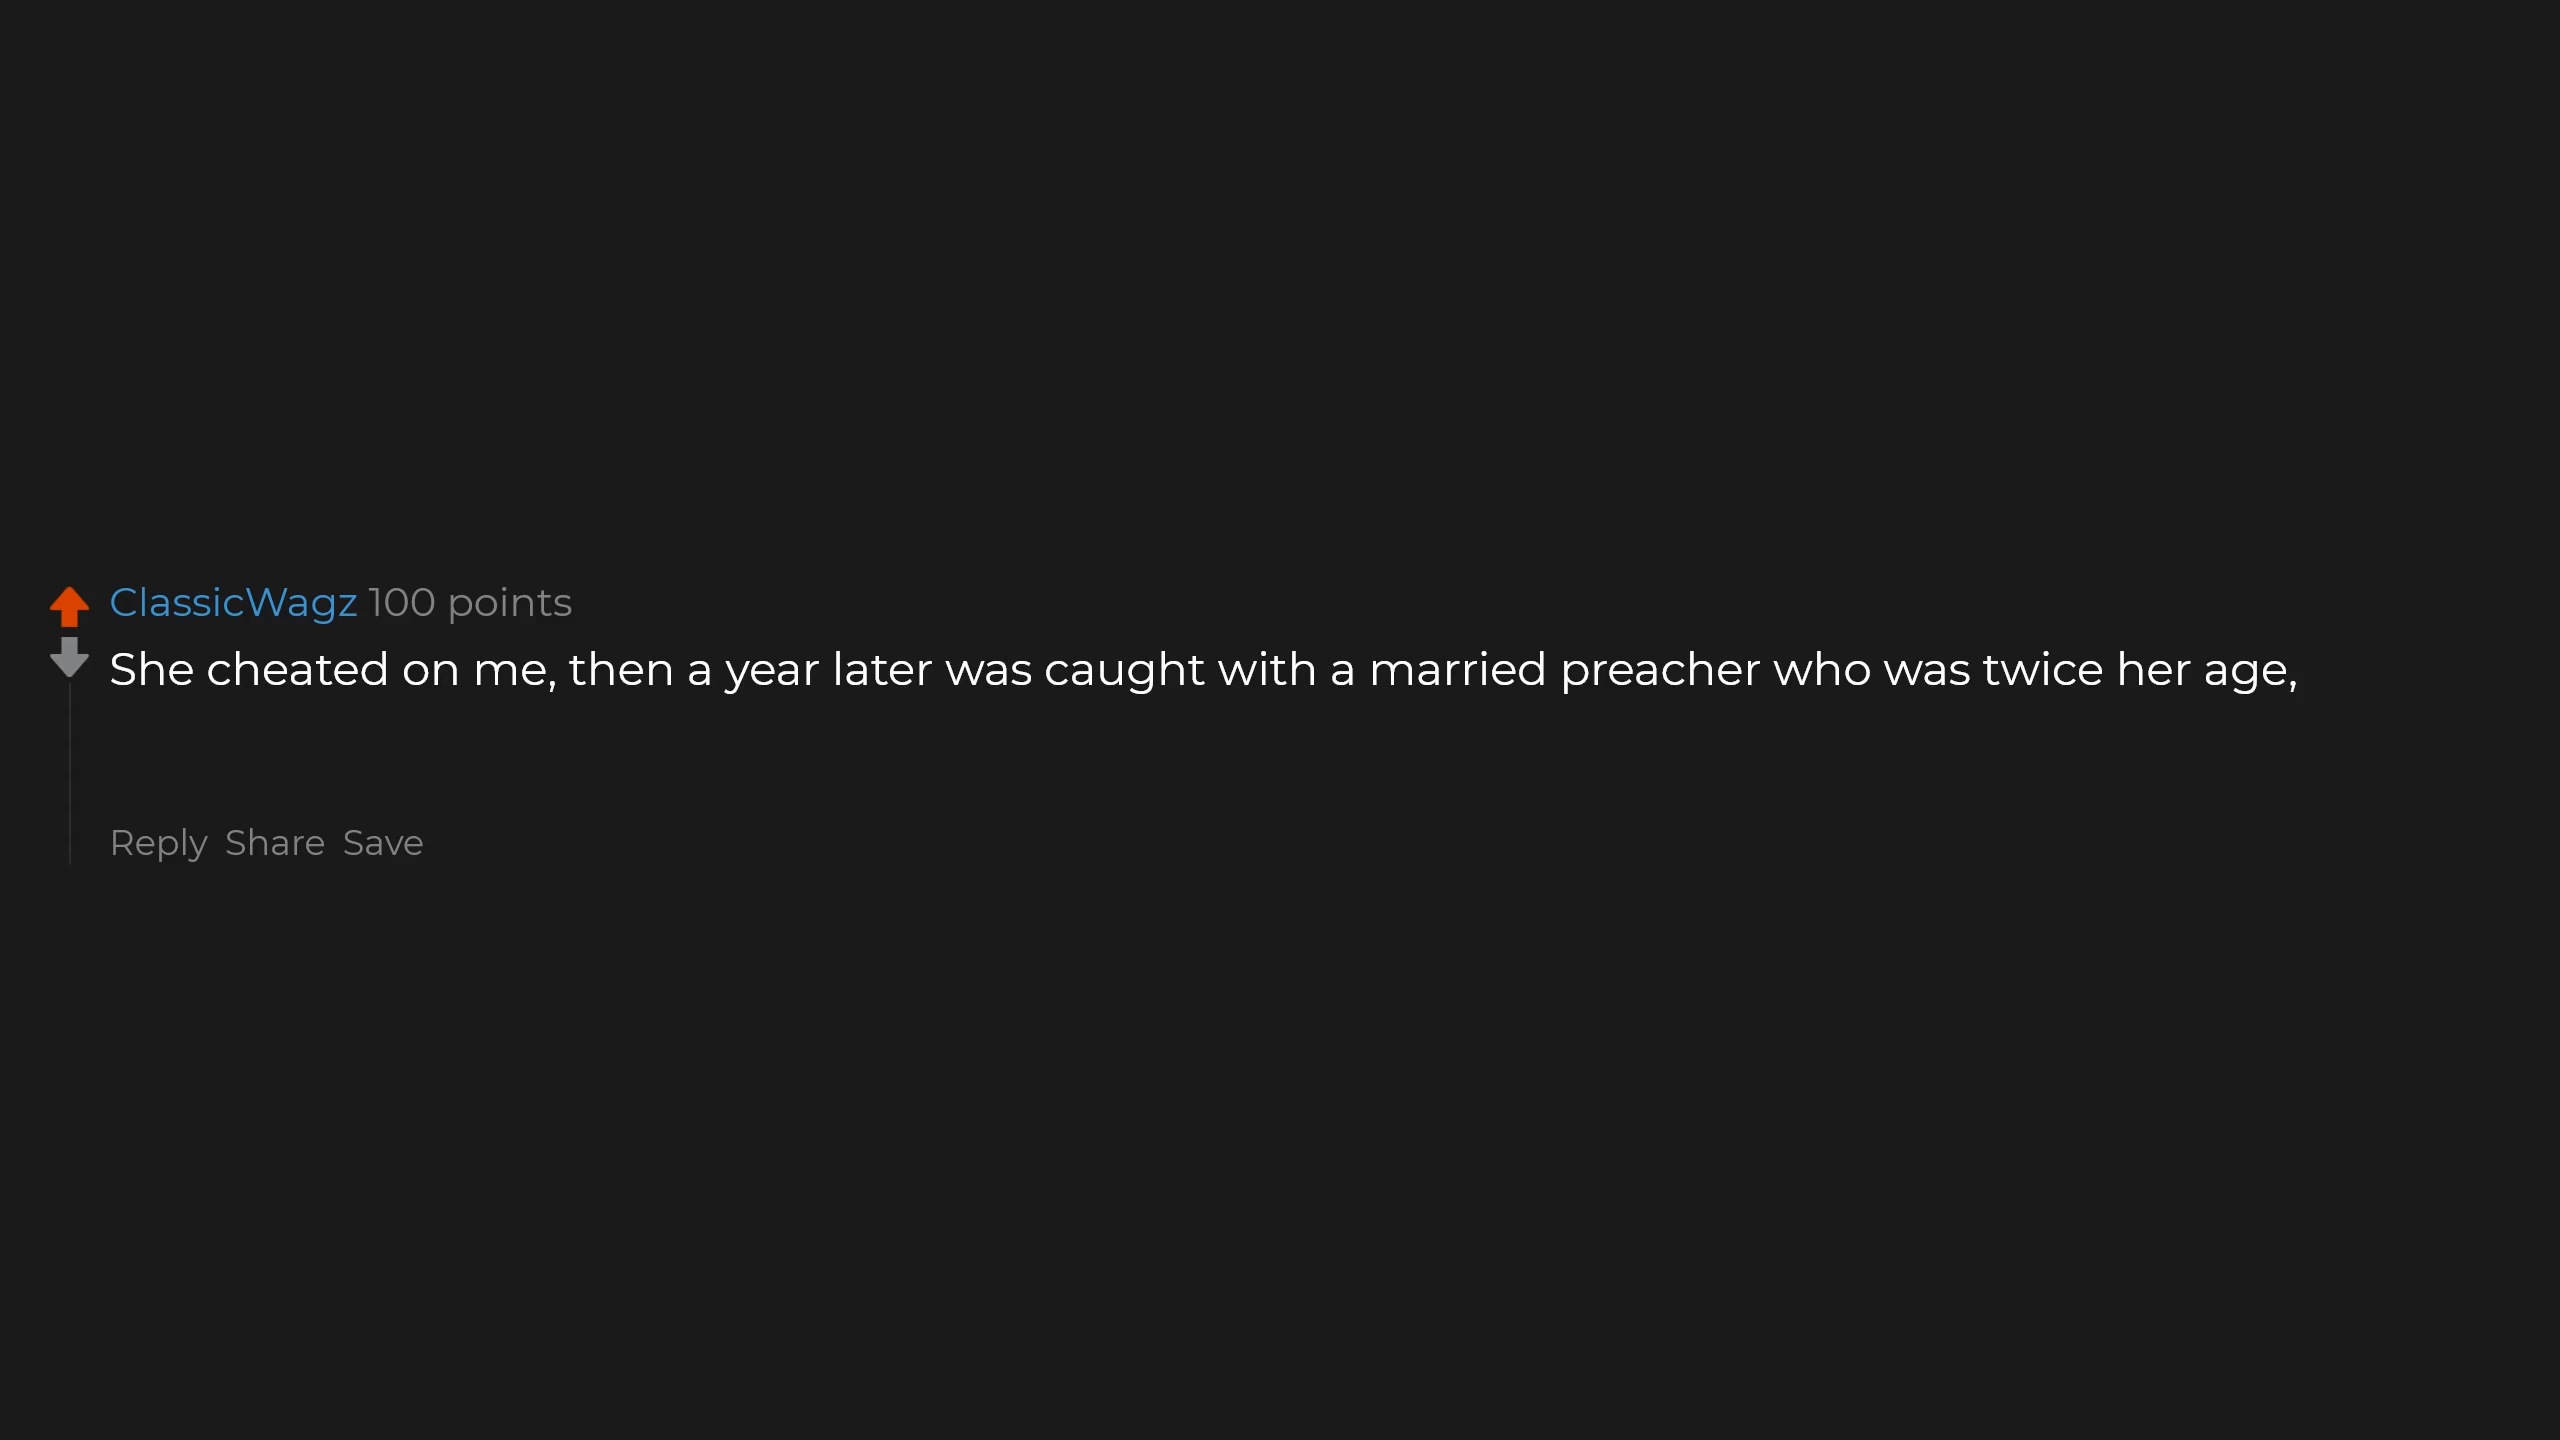 ClassicWagz 100 points
She cheated on me, then a year later was caught with a married preacher who was twice her age,
Reply Share Save